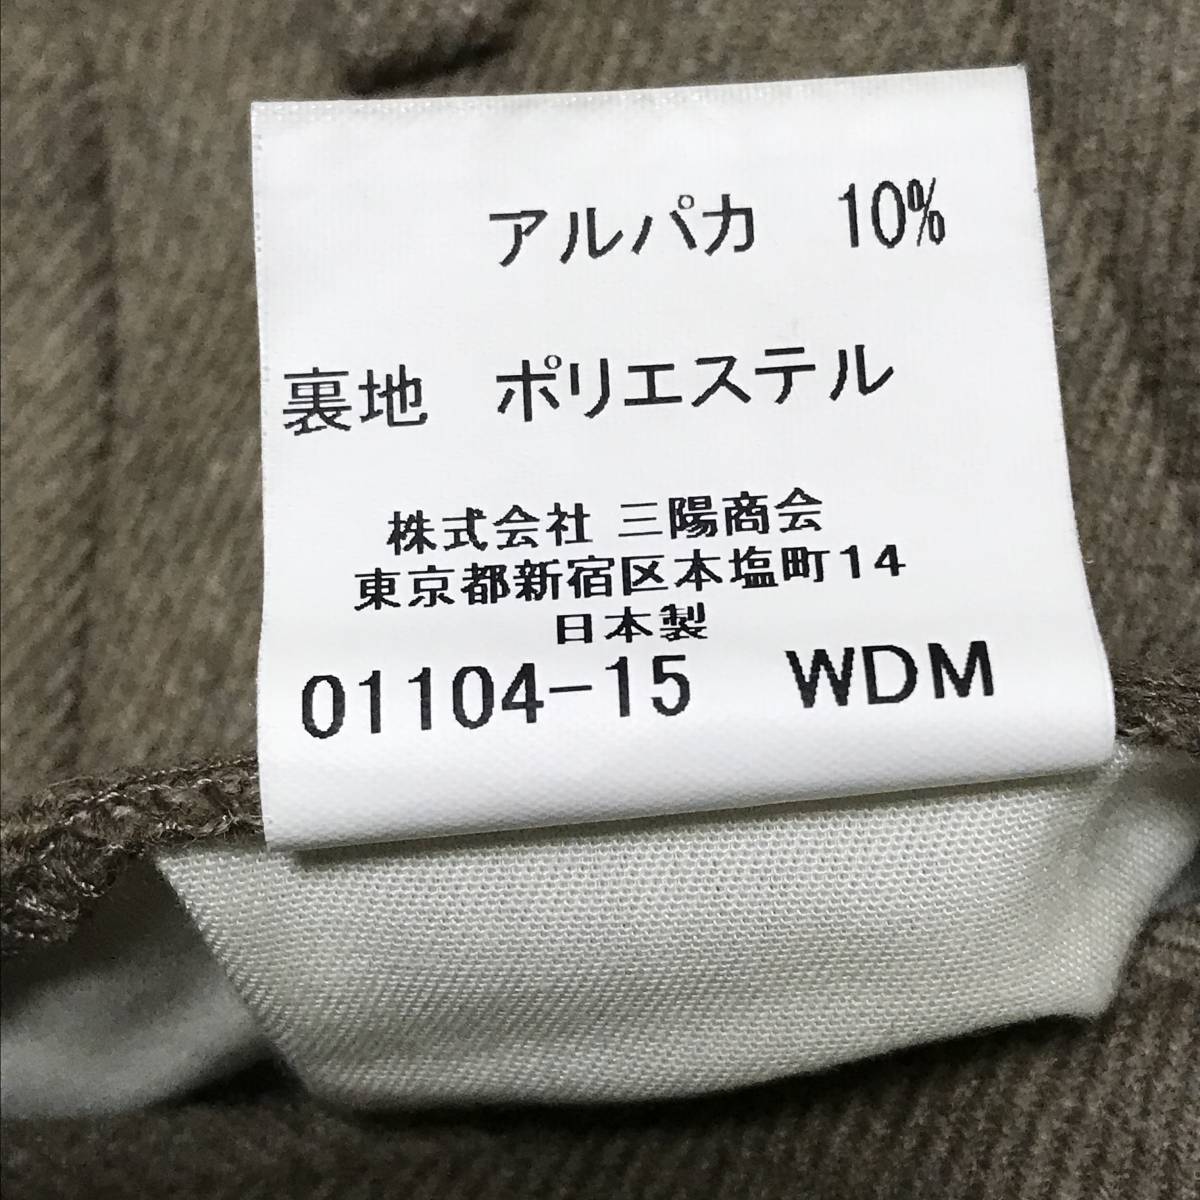 アルパカ 10%
裏地 ポリエステル
株式会社 三陽商会
東京都新宿区本塩町14
日本製
01104-15 WDM